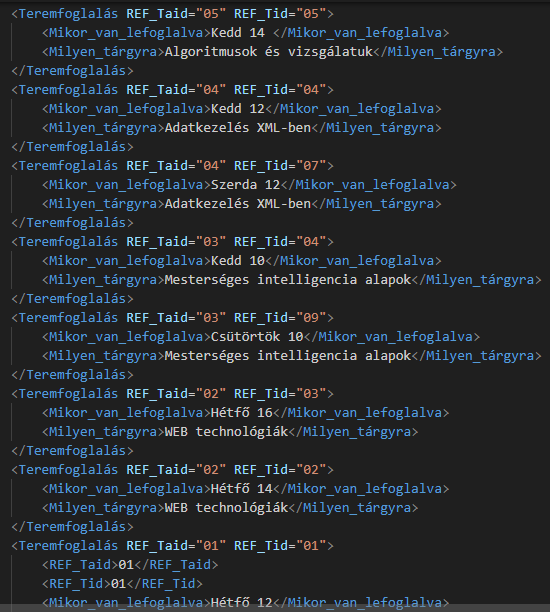 <Teremfoglalás REF_Taid="05" REF_Tid="05">
<Mikor_van_lefoglalva>Kedd 14 </Mikor_van_lefoglalva>
<Milyen_tárgyra>Algoritmusok és vizsgálatuk</Milyen_tárgyra>
</Teremfoglalás>
<Teremfoglalás REF_Taid="04" REF_Tid="04">
<Mikor_van_lefoglalva>Kedd 12</Mikor_van_lefoglalva>
<Milyen_tárgyra>Adatkezelés XML-ben</Milyen_tárgyra>
</Teremfoglalás>
<Teremfoglalás REF_Taid="04" REF_Tid="07">
<Mikor_van_lefoglalva>Szerda 12</Mikor_van_lefoglalva>
<Milyen_tárgyra>Adatkezelés XML-ben</Milyen_tárgyra>
</Teremfoglalás>
<Teremfoglalás REF_Taid="03" REF_Tid="04">
<Mikor_van_lefoglalva>Kedd 10</Mikor_van_lefoglalva>
<Milyen_tárgyra>Mesterséges intelligencia alapok</Milyen_tárgyra>
</Teremfoglalás>
<Teremfoglalás REF_Taid="03" REF_Tid="09">
<Mikor_van_lefoglalva>Csütörtök 10</Mikor_van_lefoglalva>
<Milyen_tárgyra>Mesterséges intelligencia alapok</Milyen_tárgyra>
</Teremfoglalás>
<Teremfoglalás REF_Taid="02" REF_Tid="03">
<Mikor_van_lefoglalva>Hétfő 16</Mikor_van_lefoglalva>
<Milyen_tárgyra>WEB technológiák</Milyen_tárgyra>
</Teremfoglalás>
<Teremfoglalás REF_Taid="02" REF_Tid="02">
<Mikor_van_lefoglalva>Hétfő 14</Mikor_van_lefoglalva>
<Milyen_tárgyra>WEB technológiák</Milyen_tárgyra>
</Teremfoglalás>
<Teremfoglalás REF_Taid="01" REF_Tid="01">
<REF_Taid>01</REF_Taid>
<REF_Tid>01</REF_Tid>
<Mikor_van_lefoglalva>Hétfő 12</Mikor_van_lefoglalva>